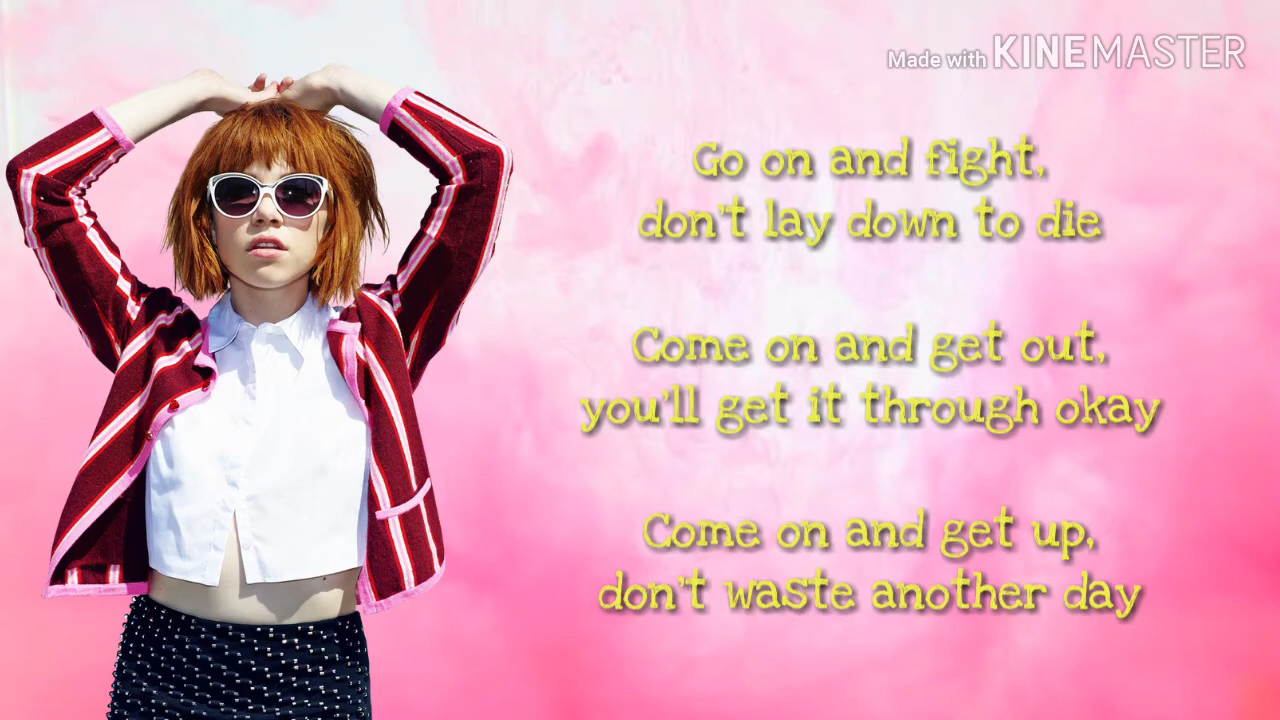 Made with KINEMASTER
Go on and fight,
don't lay down to die
Come on and get out,
you'll get it through okay
Come on and get up,
don't waste another day